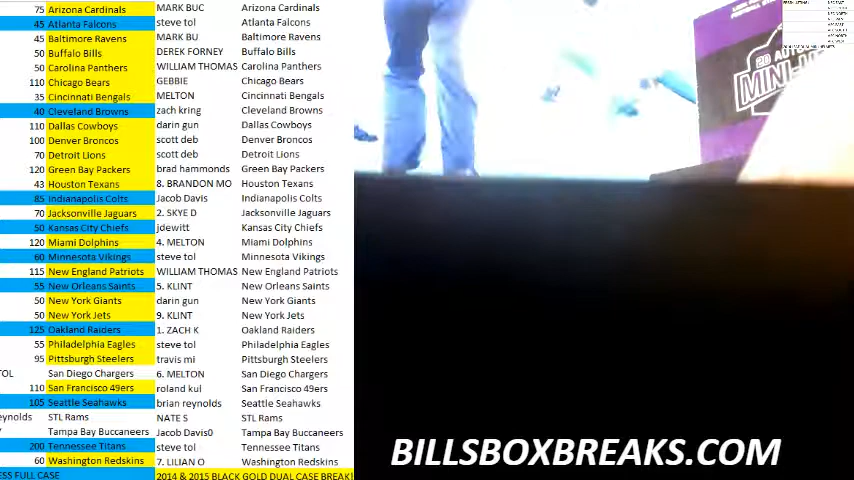 75 Arizona Cardinals MARK BUC Arizona Cardinals
45 Atlanta Falcons steve tol Atlanta Falcons
45 Baltimore Ravens MARK BU Baltimore Ravens
50 Buffalo Bills DEREK FORNEY Buffalo Bills
50 Carolina Panthers WILLIAM THOMAS Carolina Panthers
110 Chicago Bears GEBBIE Chicago Bears
35 Cincinnati Bengals MELTON Cincinnati Bengals
40 Cleveland Browns zach kring Cleveland Browns
110 Dallas Cowboys darin gun Dallas Cowboys
100 Denver Broncos scott deb Denver Broncos
70 Detroit Lions scott deb Detroit Lions
120 Green Bay Packers brad hammonds Green Bay Packers
43 Houston Texans 8. BRANDON MO Houston Texans
85 Indianapolis Colts Jacob Davis Indianapolis Colts
70 Jacksonville Jaguars 2. SKYE D Jacksonville Jaguars
50 Kansas City Chiefs jdewitt Kansas City Chiefs
120 Miami Dolphins 4. MELTON Miami Dolphins
60 Minnesota Vikings steve tol Minnesota Vikings
115 New England Patriots WILLIAM THOMAS New England Patriots
55 New Orleans Saints 5. KLINT New Orleans Saints
50 New York Giants darin gun New York Giants
50 New York Jets 9. KLINT New York Jets
125 Oakland Raiders 1. ZACH K Oakland Raiders
55 Philadelphia Eagles steve tol Philadelphia Eagles
95 Pittsburgh Steelers travis mi Pittsburgh Steelers
TOL San Diego Chargers 6. MELTON San Diego Chargers
110 San Francisco 49ers roland kul San Francisco 49ers
105 Seattle Seahawks brian reynolds Seattle Seahawks
eynolds STL Rams NATE S STL Rams
Tampa Bay Buccaneers Jacob Davis0 Tampa Bay Buccaneers
200 Tennessee Titans steve tol Tennessee Titans
60 Washington Redskins 7. LILIAN O Washington Redskins
ESS FULL CASE 2014 & 2015 BLACK GOLD DUAL CASE BREAK
20 AUTO
MINI-
BILLSBOXBREAKS.COM